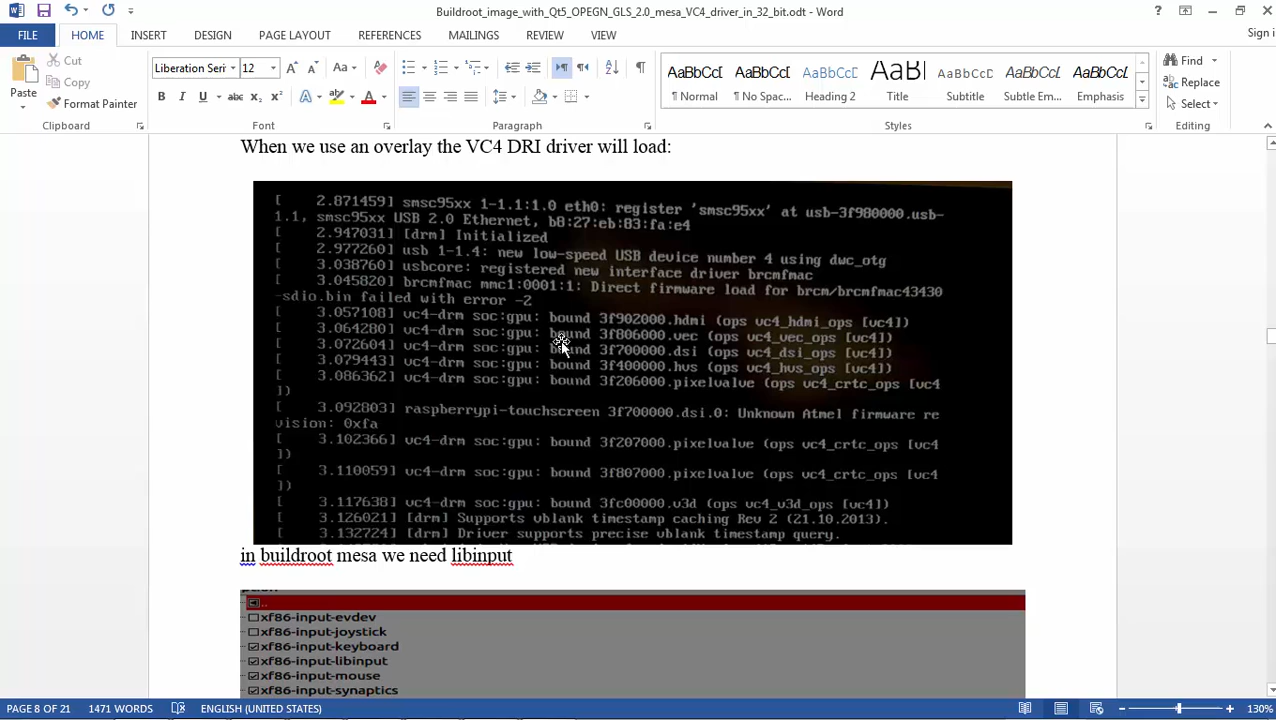 Buildroot_image_with_Qt5_OPEGN_GLS_2.0_mesa_VC4_driver_in_32_bit.odt - Word
Sign i
FILE HOME INSERT DESIGN PAGE LAYOUT REFERENCES MAILINGS REVIEW VIEW
Paste
Cut
Copy
Format Painter
Clipboard
Liberation Seri 12
Font
Paragraph
AaBbCcI ¶ Normal
AaBbCcI ¶ No Spac...
AaBbCcI Heading 2
AaBl Title
AaBbCcI Subtitle
AaBbCcI Subtle Em...
AaBbCcI Emphasis
Styles
Find
Replace
Select
Editing
When we use an overlay the VC4 DRI driver will load:
[ 2.871459] smsc95xx 1-1.1:1.0 eth0: register 'smsc95xx' at usb-3f980000.usb-
1.1, smsc95xx USB 2.0 Ethernet, b8:27:eb:83:fa:e4
[ 2.947031] [drm] Initialized
[ 2.977260] usb 1-1.4: new low-speed USB device number 4 using dwc_otg
[ 3.038760] usbcore: registered new interface driver brcmfmac
[ 3.045820] brcmfmac mmc1:0001:1: Direct firmware load for brcm/brcmfmac43430
-sdio.bin failed with error -2
[ 3.057108] vc4-drm soc:gpu: bound 3f902000.hdmi (ops vc4_hdmi_ops [vc4])
[ 3.064280] vc4-drm soc:gpu: bound 3f806000.vec (ops vc4_vec_ops [vc4])
[ 3.072604] vc4-drm soc:gpu: bound 3f700000.dsi (ops vc4_dsi_ops [vc4])
[ 3.079443] vc4-drm soc:gpu: bound 3f400000.hvs (ops vc4_hvs_ops [vc4])
[ 3.086362] vc4-drm soc:gpu: bound 3f206000.pixelvalve (ops vc4_crtc_ops [vc4
])
[ 3.092803] raspberrypi-touchscreen 3f700000.dsi.0: Unknown Atmel firmware re
vision: 0xfa
[ 3.102366] vc4-drm soc:gpu: bound 3f207000.pixelvalve (ops vc4_crtc_ops [vc4
])
[ 3.110059] vc4-drm soc:gpu: bound 3f807000.pixelvalve (ops vc4_crtc_ops [vc4
])
[ 3.117638] vc4-drm soc:gpu: bound 3fc00000.v3d (ops vc4_v3d_ops [vc4])
[ 3.126021] [drm] Supports vblank timestamp caching Rev 2 (21.10.2013).
[ 3.132724] [drm] Driver supports precise vblank timestamp query.
in buildroot mesa we need libinput
..
xf86-input-evdev
xf86-input-joystick
xf86-input-keyboard
xf86-input-libinput
xf86-input-mouse
xf86-input-synaptics
PAGE 8 OF 21 1471 WORDS ENGLISH (UNITED STATES) 130%